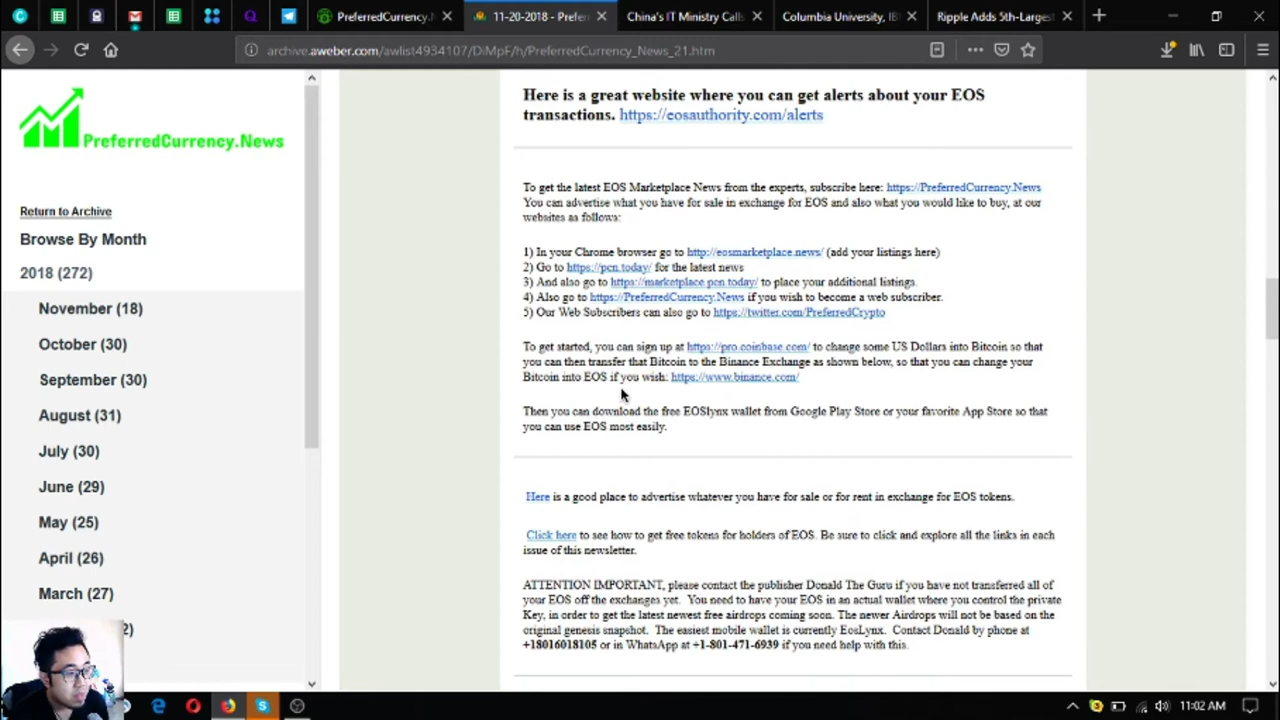 PreferredCurrency.N
11-20-2018 - Prefer
China's IT Ministry Calls
Columbia University, IB
Ripple Adds 5th-Largest
archive.aweber.com/awlist4934107/DiMpF/h/PreferredCurrency_News_21.htm
PreferredCurrency.News
Return to Archive
Browse By Month
2018 (272)
November (18)
October (30)
September (30)
August (31)
July (30)
June (29)
May (25)
April (26)
March (27)
2)
Here is a great website where you can get alerts about your EOS
transactions. https://eosauthority.com/alerts
To get the latest EOS Marketplace News from the experts, subscribe here: https://PreferredCurrency.News
You can advertise what you have for sale in exchange for EOS and also what you would like to buy, at our
websites as follows:
1) In your Chrome browser go to http://eosmarketplace.news/ (add your listings here)
2) Go to https://pcn.today/ for the latest news
3) And also go to https://marketplace.pcn.today/ to place your additional listings.
4) Also go to https://PreferredCurrency.News if you wish to become a web subscriber.
5) Our Web Subscribers can also go to https://twitter.com/PreferredCrypto
To get started, you can sign up at https://pro.coinbase.com/ to change some US Dollars into Bitcoin so that
you can then transfer that Bitcoin to the Binance Exchange as shown below, so that you can change your
Bitcoin into EOS if you wish: https://www.binance.com/
Then you can download the free EOSlynx wallet from Google Play Store or your favorite App Store so that
you can use EOS most easily.
Here is a good place to advertise whatever you have for sale or for rent in exchange for EOS tokens.
Click here to see how to get free tokens for holders of EOS. Be sure to click and explore all the links in each
issue of this newsletter.
ATTENTION IMPORTANT, please contact the publisher Donald The Guru if you have not transferred all of
your EOS off the exchanges yet. You need to have your EOS in an actual wallet where you control the private
Key, in order to get the latest newest free airdrops coming soon. The newer Airdrops will not be based on the
original genesis snapshot. The easiest mobile wallet is currently EosLynx. Contact Donald by phone at
+18016018105 or in WhatsApp at +1-801-471-6939 if you need help with this.
11:02 AM